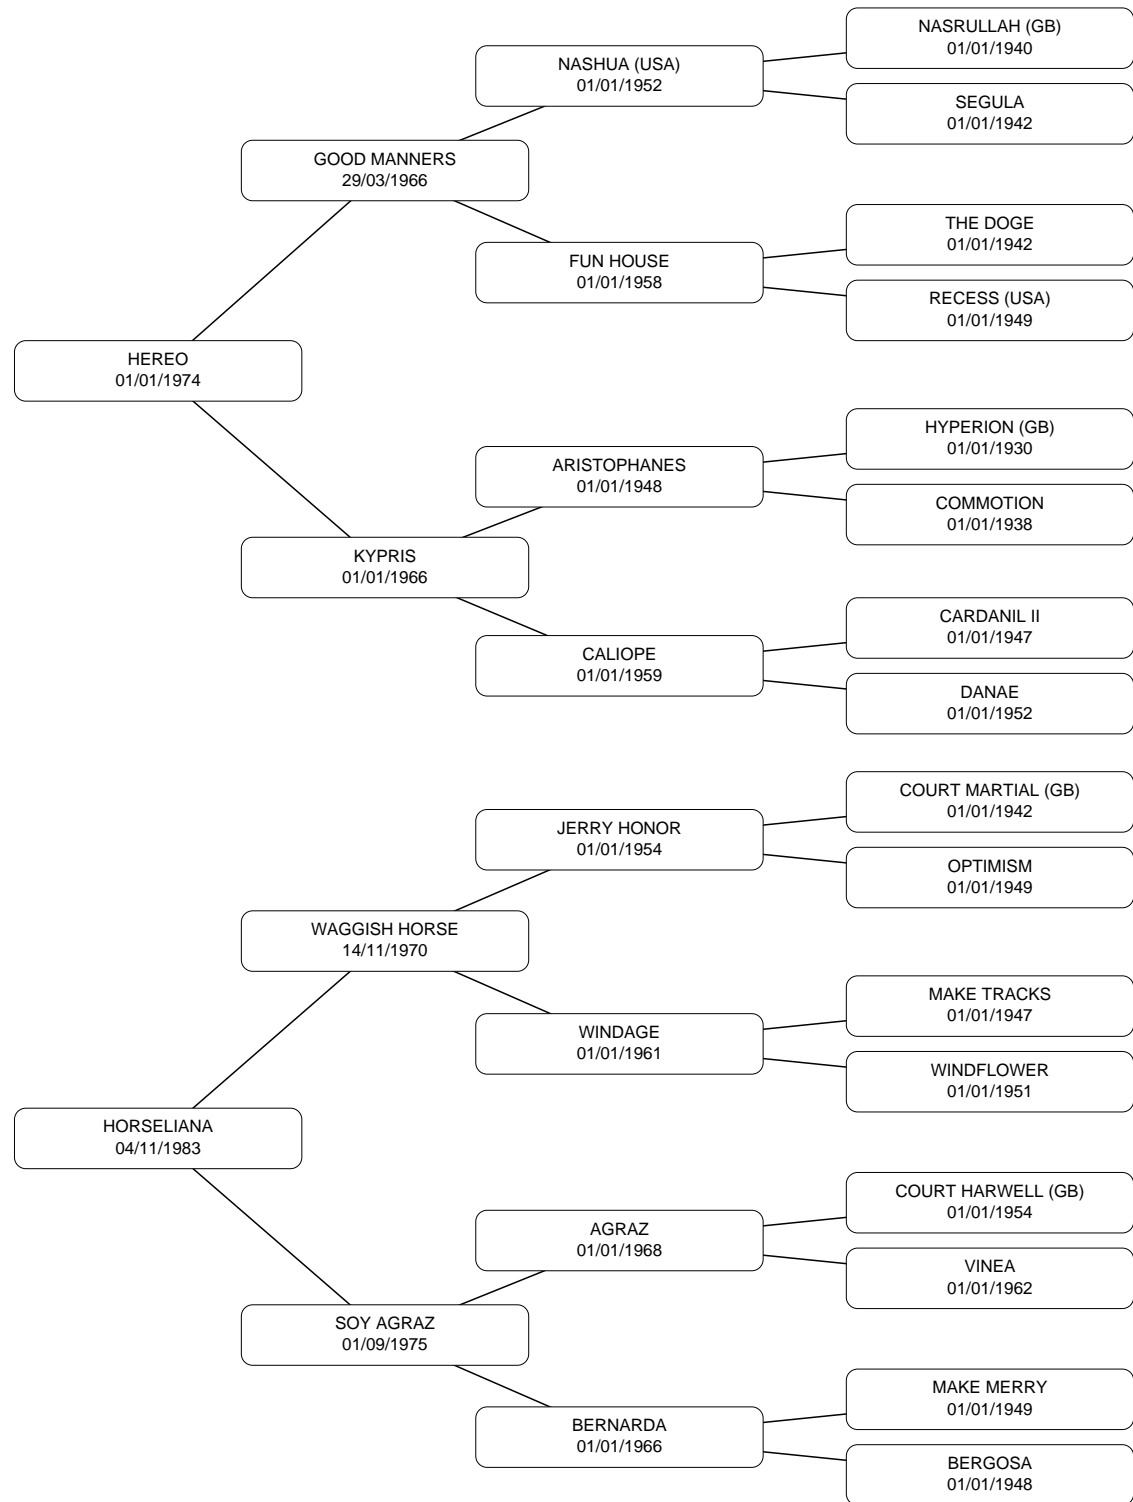 NASRULLAH (GB)
01/01/1940
NASHUA (USA)
01/01/1952
SEGULA
01/01/1942
GOOD MANNERS
29/03/1966
THE DOGE
01/01/1942
FUN HOUSE
01/01/1958
RECESS (USA)
01/01/1949
HEREO
01/01/1974
HYPERION (GB)
01/01/1930
ARISTOPHANES
01/01/1948
COMMOTION
01/01/1938
KYPRIS
01/01/1966
CARDANIL II
01/01/1947
CALIOPE
01/01/1959
DANAE
01/01/1952
COURT MARTIAL (GB)
01/01/1942
JERRY HONOR
01/01/1954
OPTIMISM
01/01/1949
WAGGISH HORSE
14/11/1970
MAKE TRACKS
01/01/1947
WINDAGE
01/01/1961
WINDFLOWER
01/01/1951
HORSELIANA
04/11/1983
COURT HARWELL (GB)
01/01/1954
AGRAZ
01/01/1968
VINEA
01/01/1962
SOY AGRAZ
01/09/1975
MAKE MERRY
01/01/1949
BERNARDA
01/01/1966
BERGOSA
01/01/1948